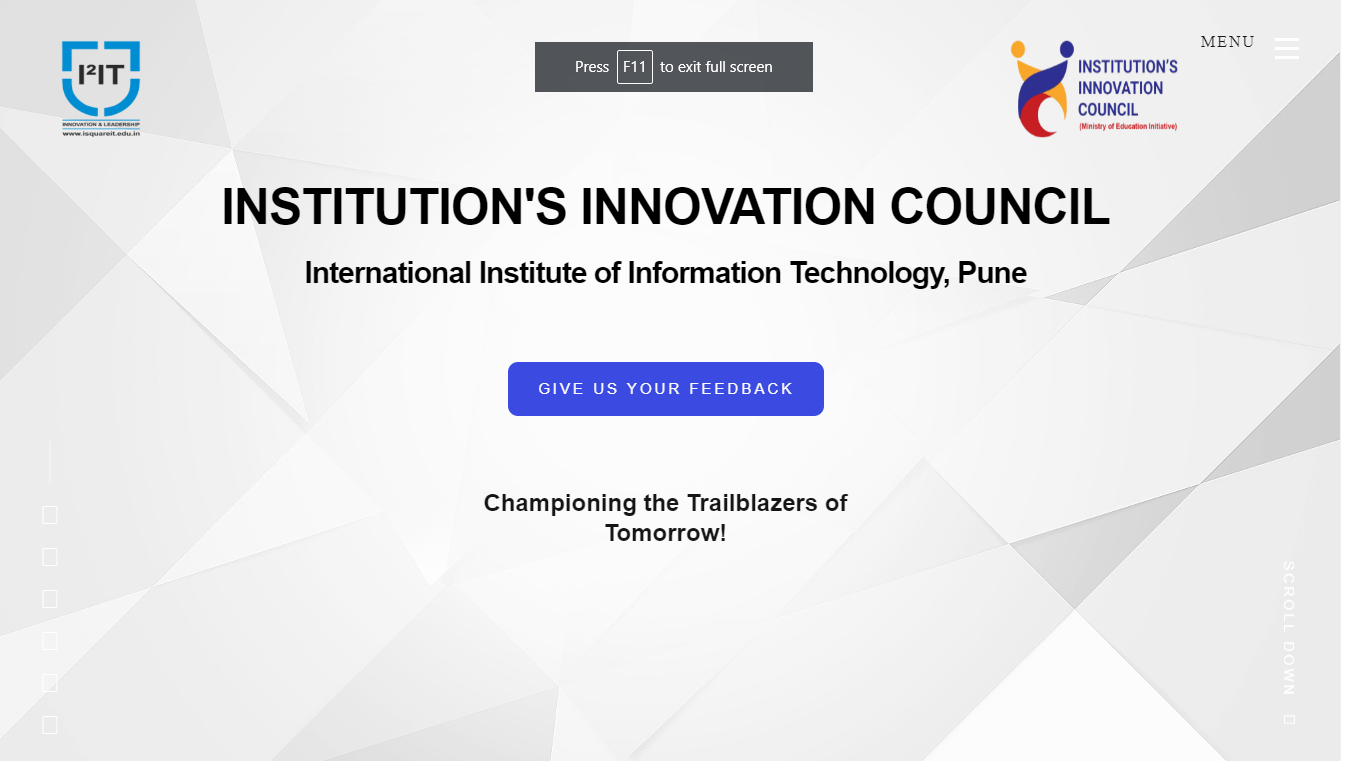 I²IT
INNOVATION & LEADERSHIP
www.isquareit.edu.in
Press F11 to exit full screen
INSTITUTION'S
INNOVATION
COUNCIL
(Ministry of Education Initiative)
MENU
INSTITUTION'S INNOVATION COUNCIL
International Institute of Information Technology, Pune
GIVE US YOUR FEEDBACK
Championing the Trailblazers of
Tomorrow!
SCROLL DOWN